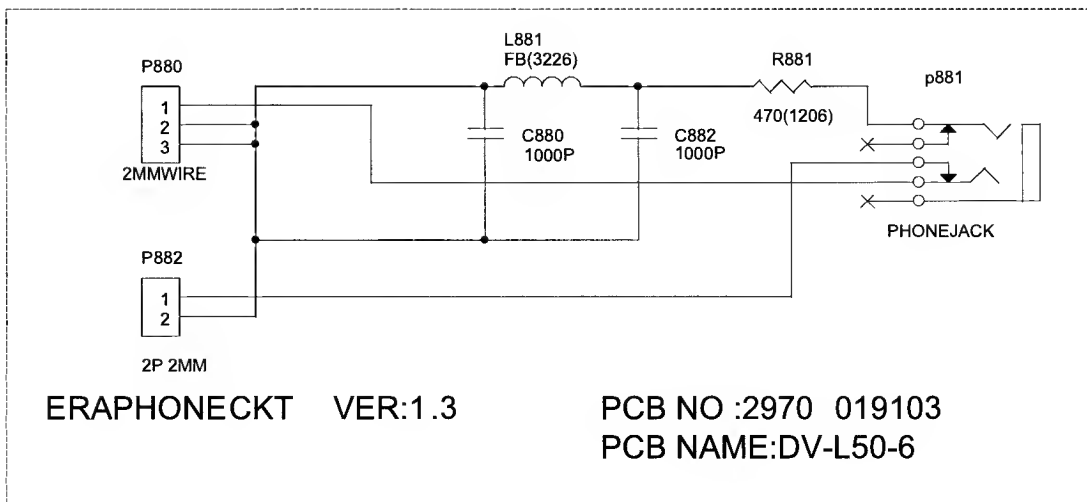 L881
FB(3226)
P880
R881
p881
1
2
3
470(1206)
C880
1000P
C882
1000P
2MMWIRE
PHONEJACK
P882
1
2
2P 2MM
ERAPHONECKT VER:1.3
PCB NO :2970 019103
PCB NAME:DV-L50-6